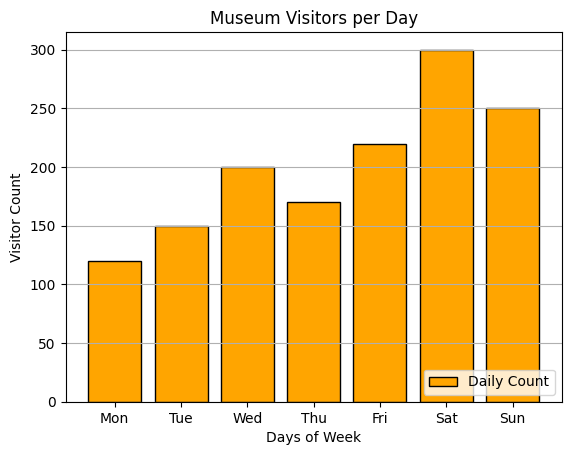 Museum Visitors per Day
Visitor Count
300
250
200
150
100
50
0
Daily Count
Mon Tue Wed Thu Fri Sat Sun
Days of Week